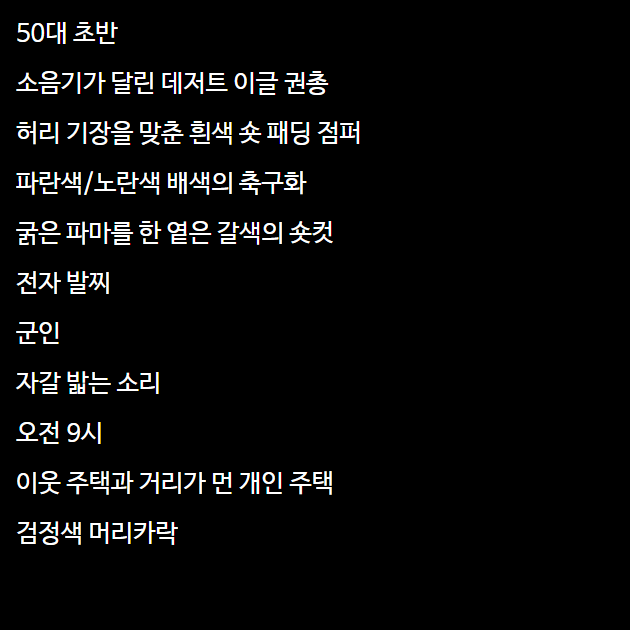 50대 초반
소음기가 달린 데저트 이글 권총
허리 기장을 맞춘 흰색 숏 패딩 점퍼
파란색/노란색 배색의 축구화
굵은 파마를 한 옅은 갈색의 숏컷
전자 발찌
군인
자갈 밟는 소리
오전 9시
이웃 주택과 거리가 먼 개인 주택
검정색 머리카락